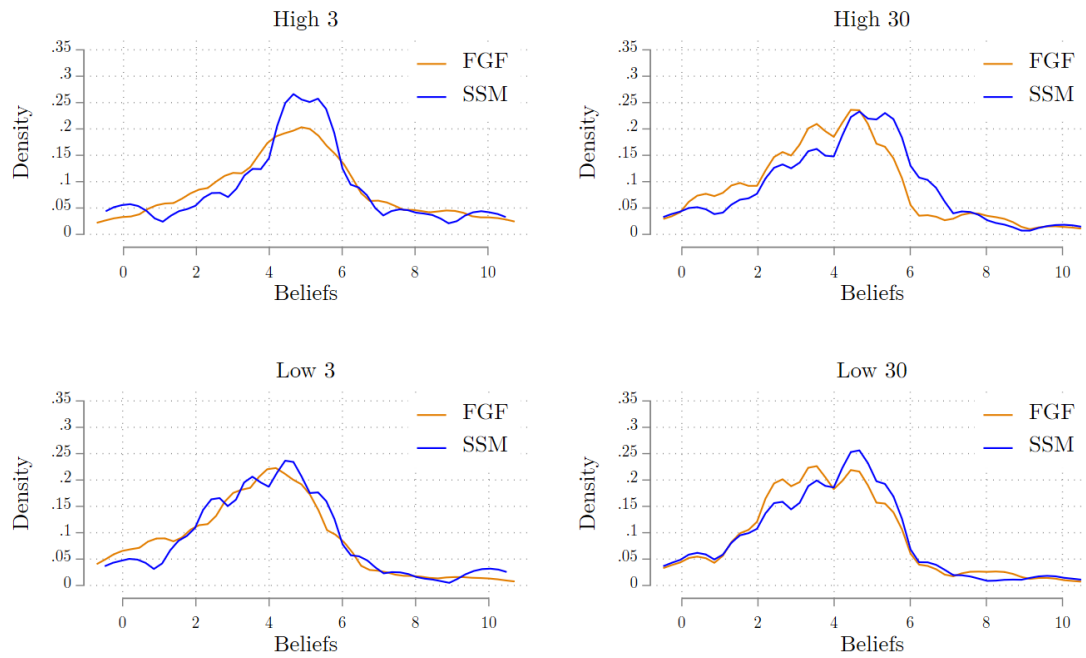 High 3
.35
.3
.25
.2
.15
.1
.05
0
Density
FGF
SSM
0 2 4 6 8 10
Beliefs
High 30
.35
.3
.25
.2
.15
.1
.05
0
Density
FGF
SSM
0 2 4 6 8 10
Beliefs
Low 3
.35
.3
.25
.2
.15
.1
.05
0
Density
FGF
SSM
0 2 4 6 8 10
Beliefs
Low 30
.35
.3
.25
.2
.15
.1
.05
0
Density
FGF
SSM
0 2 4 6 8 10
Beliefs